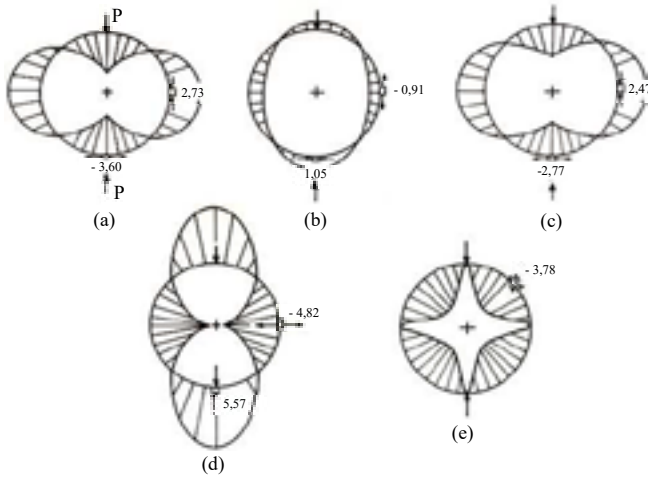 P
2,73
- 3,60
P
(a)
- 0,91
1,05
(b)
2,47
-2,77
(c)
- 4,82
5,57
(d)
- 3,78
(e)